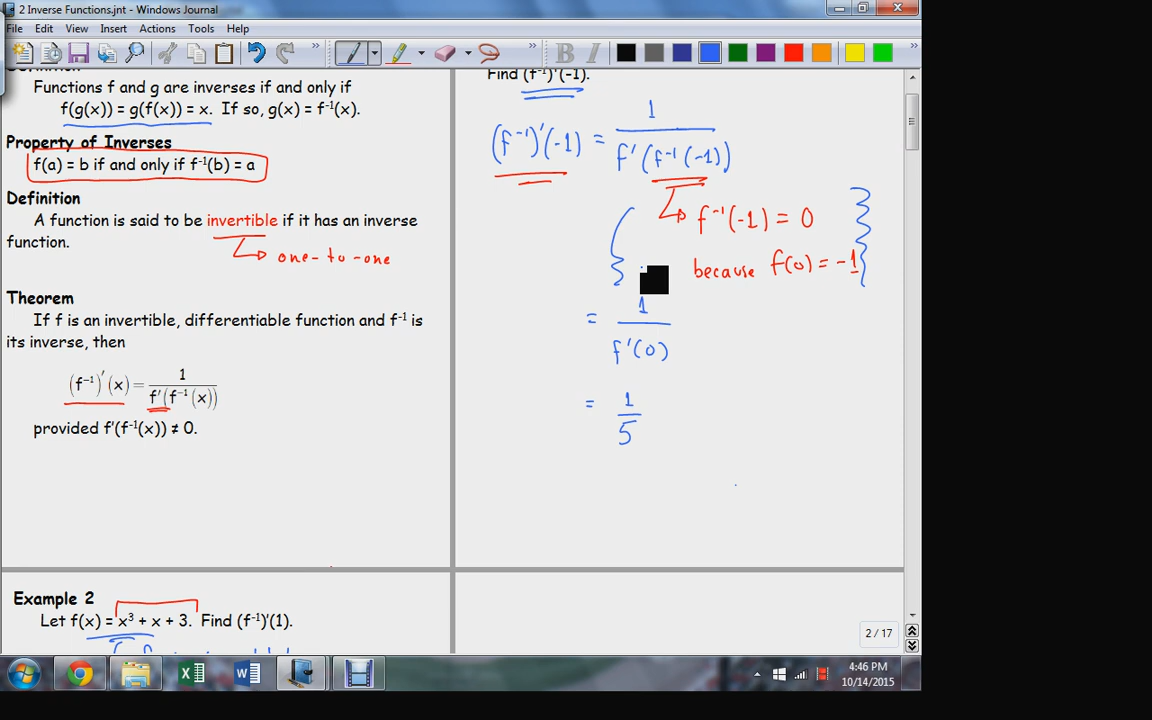 2 Inverse Functions.jnt - Windows Journal
File Edit View Insert Actions Tools Help
Functions f and g are inverses if and only if
f(g(x)) = g(f(x)) = x. If so, g(x) = f⁻¹(x).
Property of Inverses
f(a) = b if and only if f⁻¹(b) = a
Definition
A function is said to be invertible if it has an inverse
function.
one-to-one
Theorem
If f is an invertible, differentiable function and f⁻¹ is
its inverse, then
(f⁻¹)'(x) = 1 / f'(f⁻¹(x))
provided f'(f⁻¹(x)) ≠ 0.
Example 2
Let f(x) = x³ + x + 3. Find (f⁻¹)'(1).
Find (f⁻¹)'(-1).
(f⁻¹)'(-1) = 1 / f'(f⁻¹(-1))
f⁻¹(-1) = 0
because f(0) = -1
= 1 / f'(0)
= 1 / 5
2 / 17
4:46 PM
10/14/2015